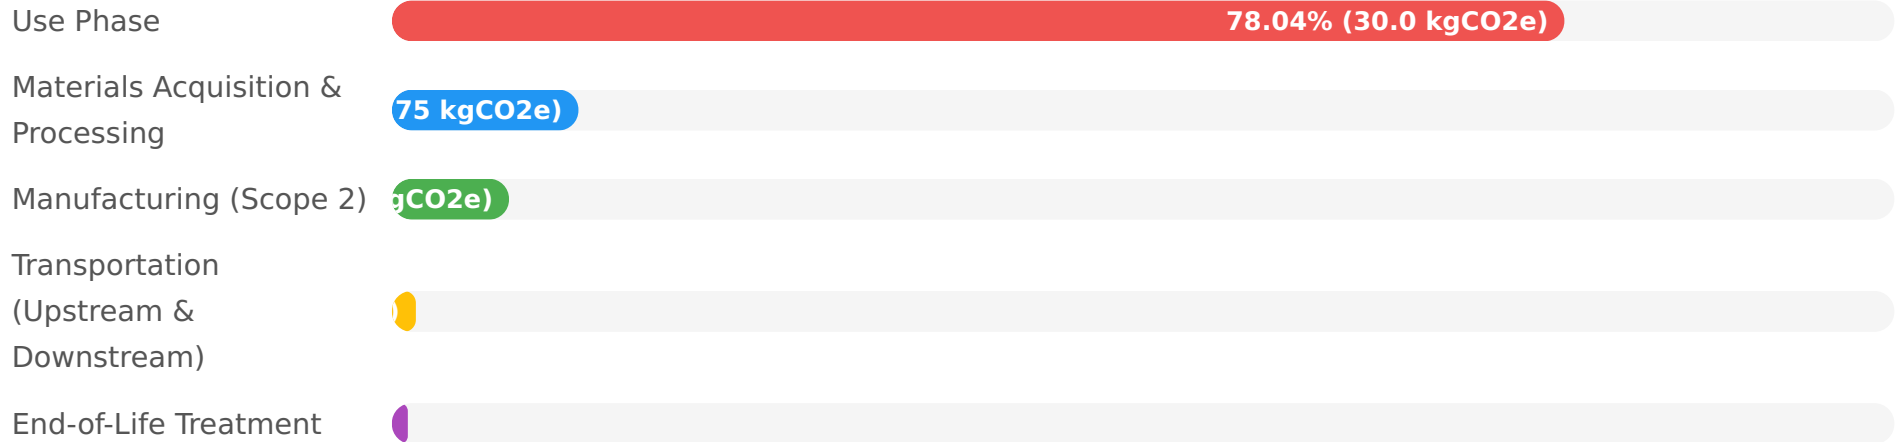 Use Phase
78.04% (30.0 kgCO2e)
Materials Acquisition &
Processing
75 kgCO2e)
Manufacturing (Scope 2)
gCO2e)
Transportation
(Upstream &
Downstream)
)
End-of-Life Treatment